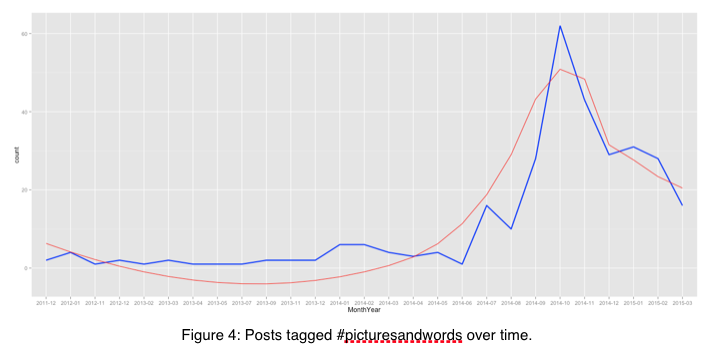 60
40
count
20
0
2011-12 2012-01 2012-11 2012-12 2013-02 2013-03 2013-04 2013-05 2013-07 2013-09 2013-11 2013-12 2014-01 2014-02 2014-03 2014-04 2014-05 2014-06 2014-07 2014-08 2014-09 2014-10 2014-11 2014-12 2015-01 2015-02 2015-03
MonthYear
Figure 4: Posts tagged #picturesandwords over time.